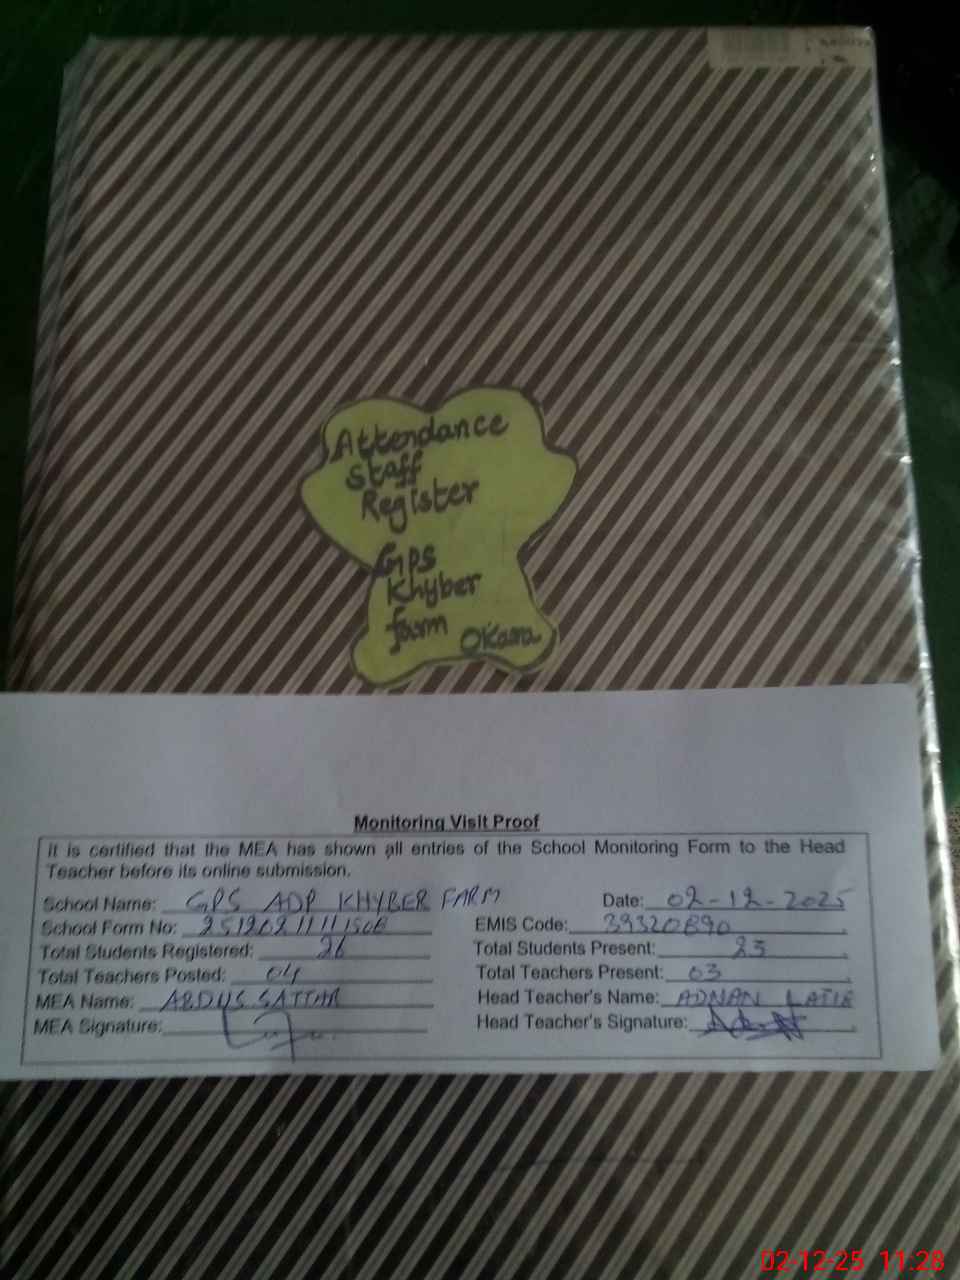 Attendance
Staff
Register
GPS
Khyber
farm Okara
Monitoring Visit Proof
It is certified that the MEA has shown all entries of the School Monitoring Form to the Head
Teacher before its online submission.
School Name: GPS ADP KHYBER FARM Date: 02-12-2025
School Form No: EMIS Code: 39320890
Total Students Registered: 26 Total Students Present: 23
Total Teachers Posted: 04 Total Teachers Present: 03
MEA Name: ABDUS SATTAR Head Teacher's Name: ADNAN LATIF
MEA Signature: Head Teacher's Signature:
02-12-25 11:28